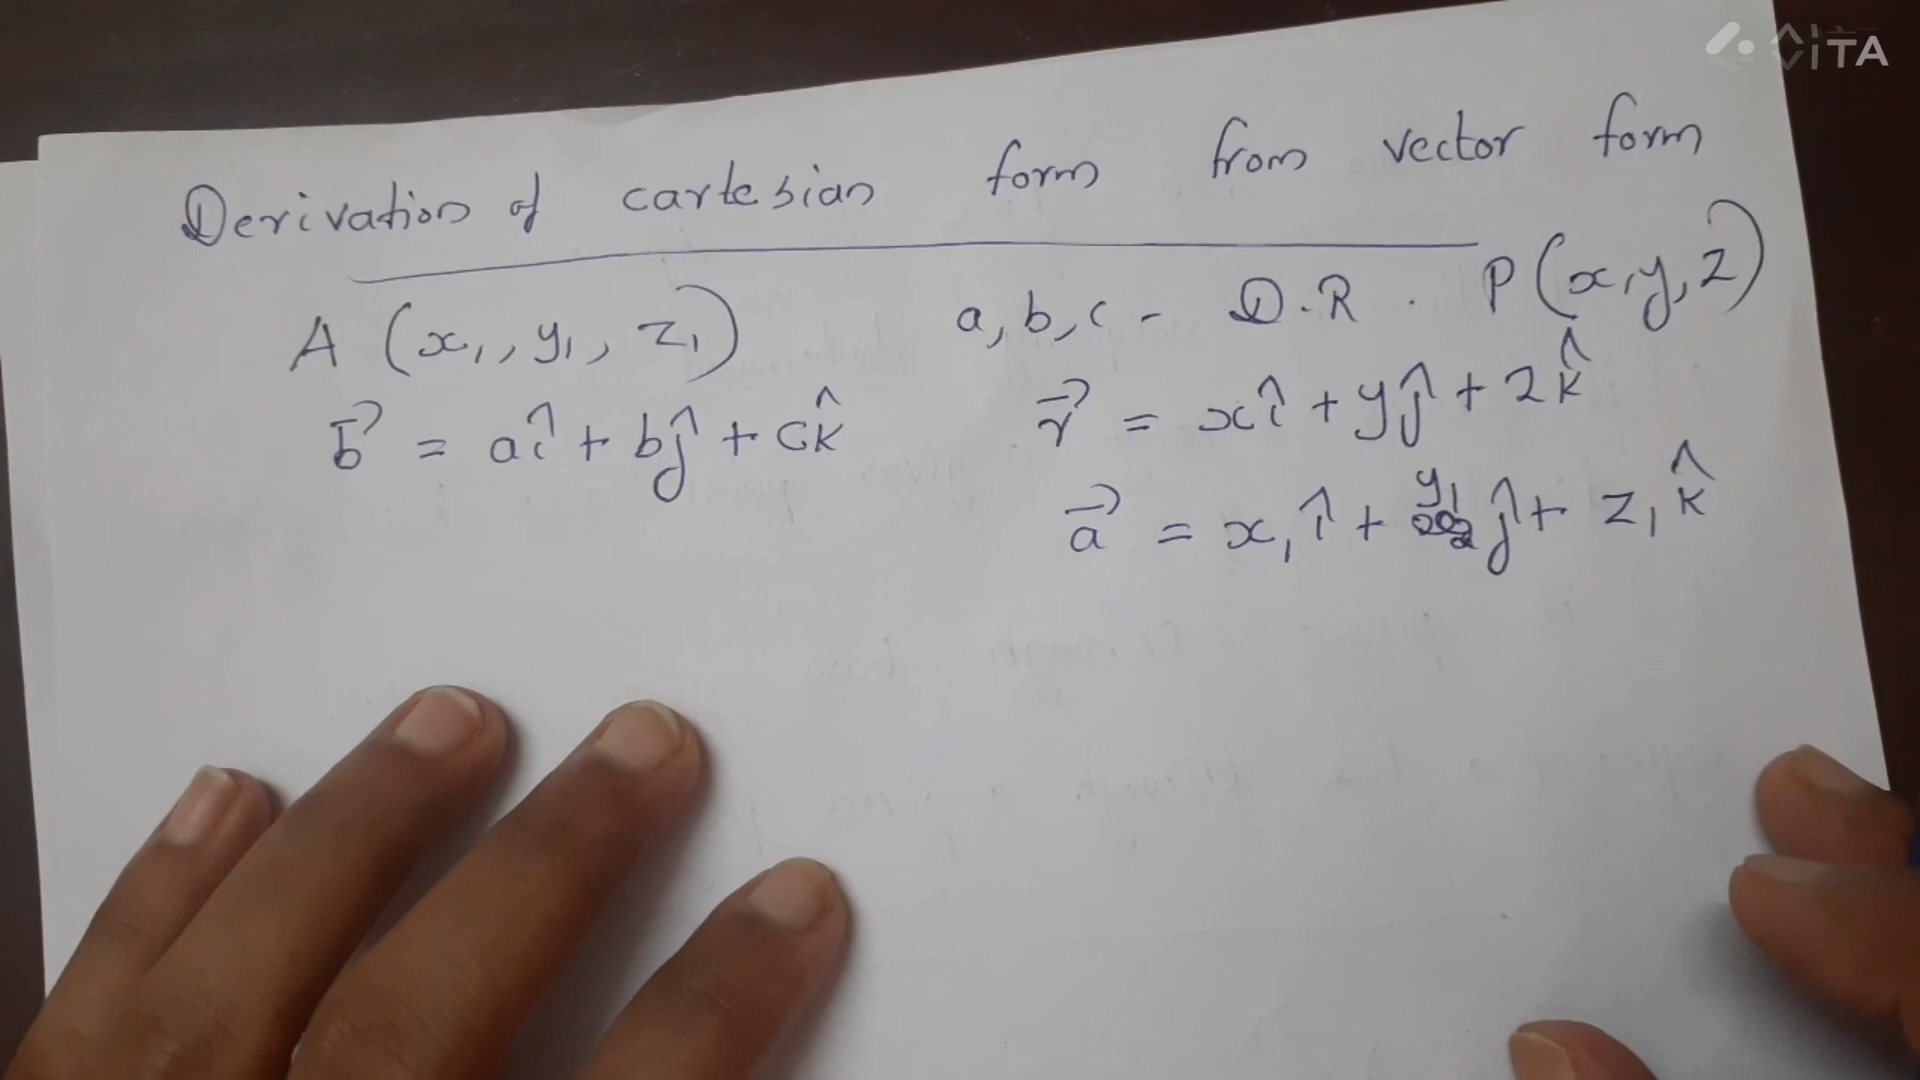 VITA
Derivation of cartesian form from vector form
A (x₁, y₁, z₁) a, b, c - D.R. P(x, y, z)
b⃗ = aî + bĵ + ck̂ r⃗ = xî + yĵ + zk̂
a⃗ = x₁î + y₁ĵ + z₁k̂